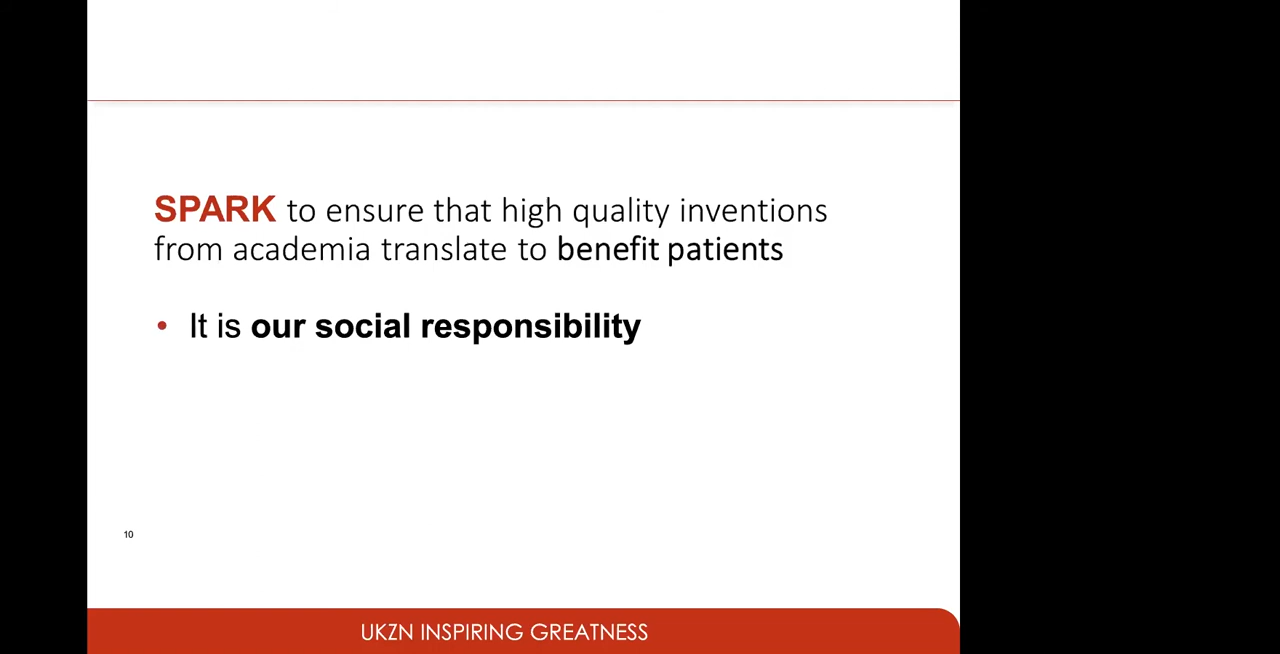 SPARK to ensure that high quality inventions
from academia translate to benefit patients
• It is our social responsibility
10
UKZN INSPIRING GREATNESS